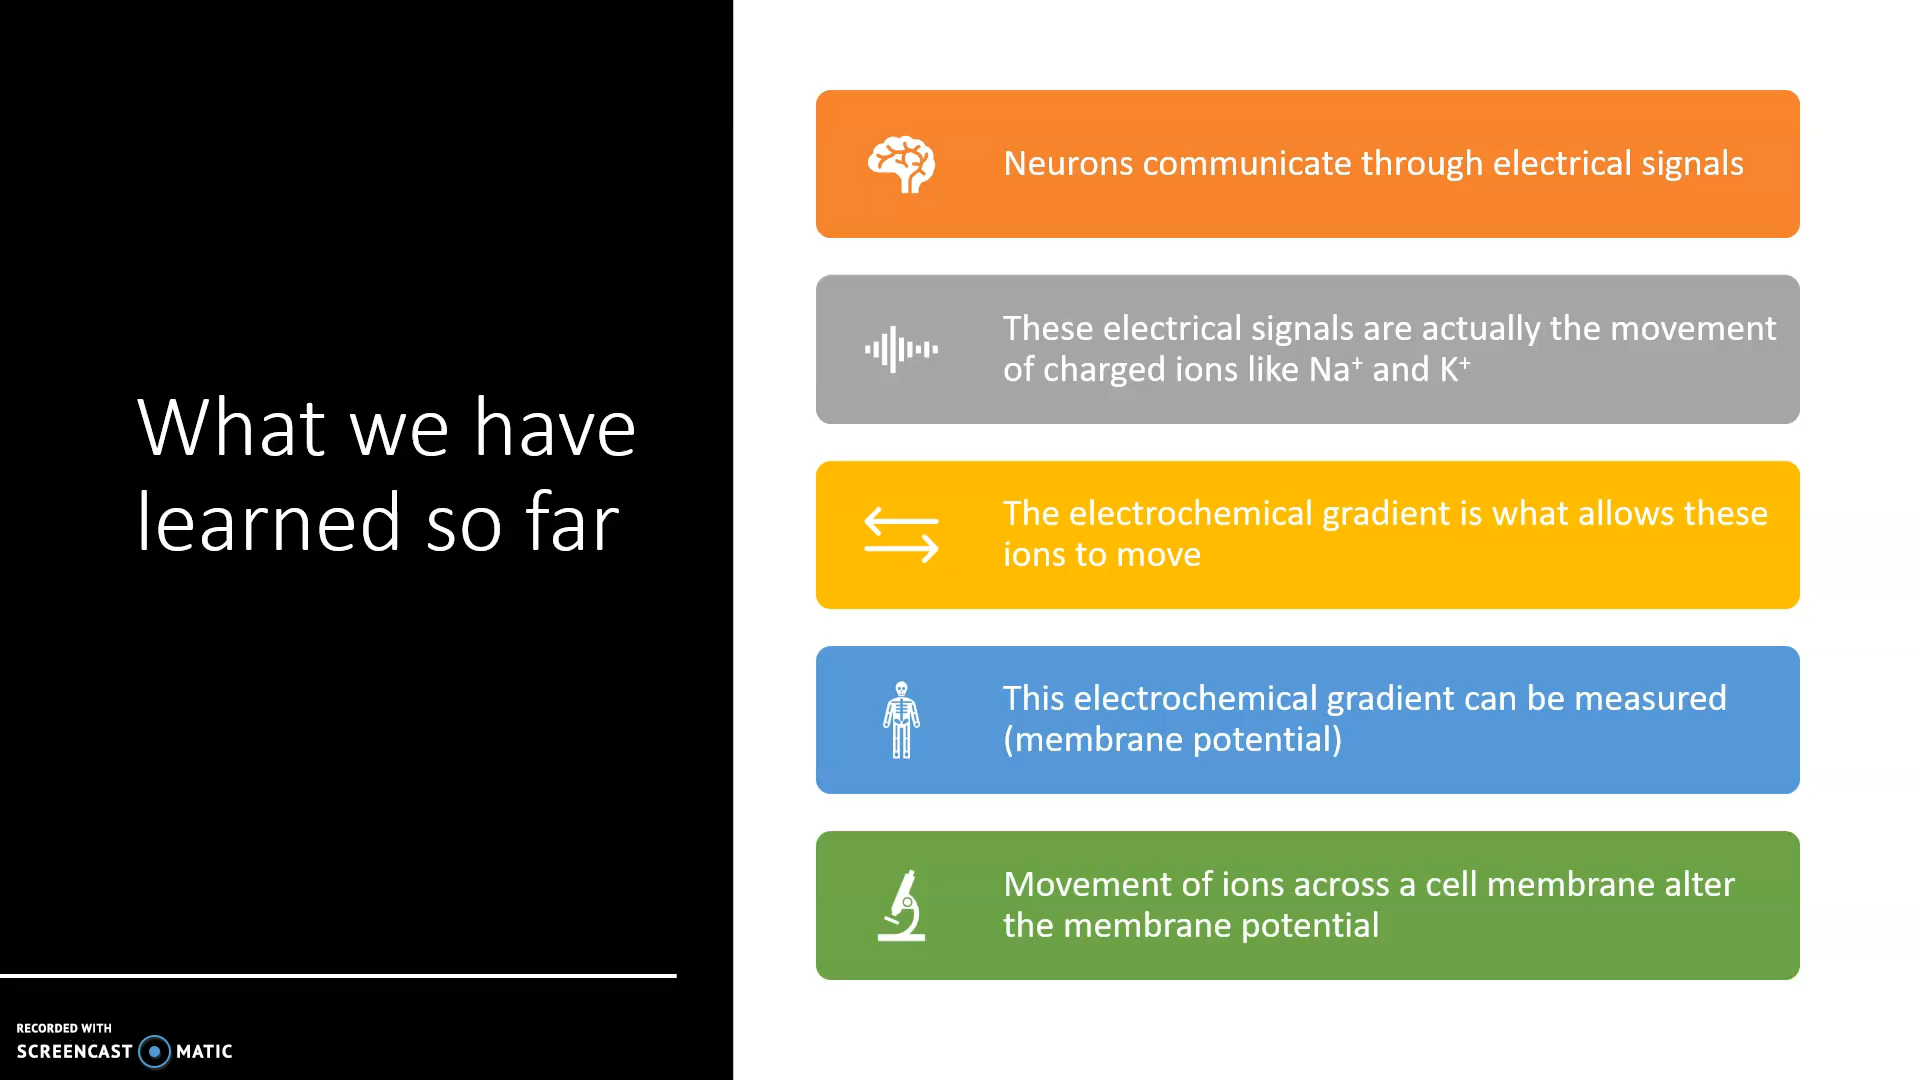 What we have
learned so far
Neurons communicate through electrical signals
These electrical signals are actually the movement
of charged ions like Na⁺ and K⁺
The electrochemical gradient is what allows these
ions to move
This electrochemical gradient can be measured
(membrane potential)
Movement of ions across a cell membrane alter
the membrane potential
RECORDED WITH
SCREENCAST MATIC